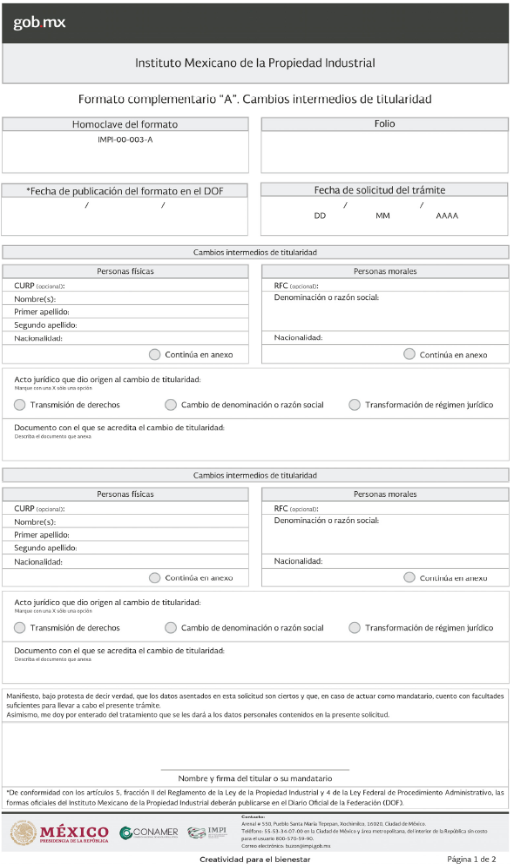 gob mx
Instituto Mexicano de la Propiedad Industrial
Formato complementario "A". Cambios intermedios de titularidad
Homoclave del formato
Folio
IMPI-00-003-A
*Fecha de publicación del formato en el DOF
Fecha de solicitud del trámite
/ /
/ /
DD MM AAAA
Cambios intermedios de titularidad
Personas físicas
Personas morales
CURP (opcional):
RFC (opcional):
Nombre(s):
Denominación o razón social:
Primer apellido:
Segundo apellido:
Nacionalidad:
Nacionalidad:
Continúa en anexo
Continúa en anexo
Acto jurídico que dio origen al cambio de titularidad:
Marque con una X sólo una opción
Transmisión de derechos
Cambio de denominación o razón social
Transformación de régimen jurídico
Documento con el que se acredita el cambio de titularidad:
Describa el documento que anexa
Cambios intermedios de titularidad
Personas físicas
Personas morales
CURP (opcional):
RFC (opcional):
Nombre(s):
Denominación o razón social:
Primer apellido:
Segundo apellido:
Nacionalidad:
Nacionalidad:
Continúa en anexo
Continúa en anexo
Acto jurídico que dio origen al cambio de titularidad:
Marque con una X sólo una opción
Transmisión de derechos
Cambio de denominación o razón social
Transformación de régimen jurídico
Documento con el que se acredita el cambio de titularidad:
Describa el documento que anexa
Manifiesto, bajo protesta de decir verdad, que los datos asentados en esta solicitud son ciertos y que, en caso de actuar como mandatario, cuento con facultades
suficientes para llevar a cabo el presente trámite.
Asimismo, me doy por enterado del tratamiento que se les dará a los datos personales contenidos en la presente solicitud.
Nombre y firma del titular o su mandatario
*De conformidad con los artículos 5, fracción II del Reglamento de la Ley de la Propiedad Industrial y 4 de la Ley Federal de Procedimiento Administrativo, las
formas oficiales del Instituto Mexicano de la Propiedad Industrial deberán publicarse en el Diario Oficial de la Federación (DOF).
MÉXICO
PRESIDENCIA DE LA REPÚBLICA
CONAMER
IMPI
Contacto:
Arenal # 550, Pueblo Santa María Tepepan, Xochimilco, 16020, Ciudad de México.
Teléfono: 55-53-34-07-00 en la Ciudad de México y área metropolitana, del interior de la República sin costo
para el usuario 800-570-59-90.
Correo electrónico: buzon@impi.gob.mx
Creatividad para el bienestar
Página 1 de 2